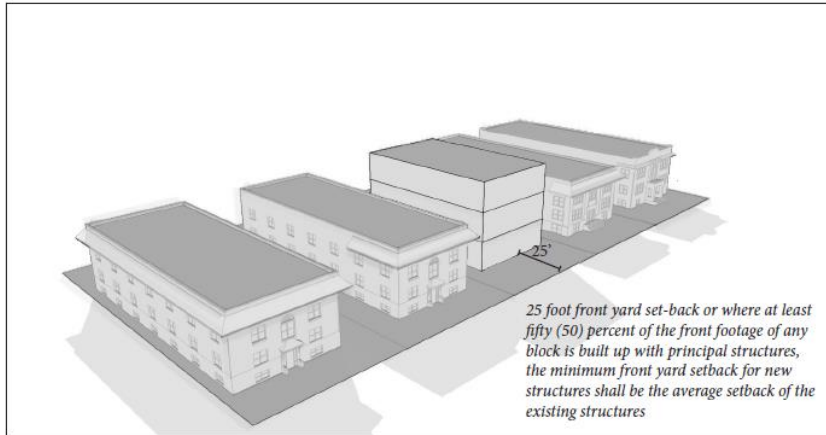 25'
25 foot front yard set-back or where at least
fifty (50) percent of the front footage of any
block is built up with principal structures,
the minimum front yard setback for new
structures shall be the average setback of the
existing structures